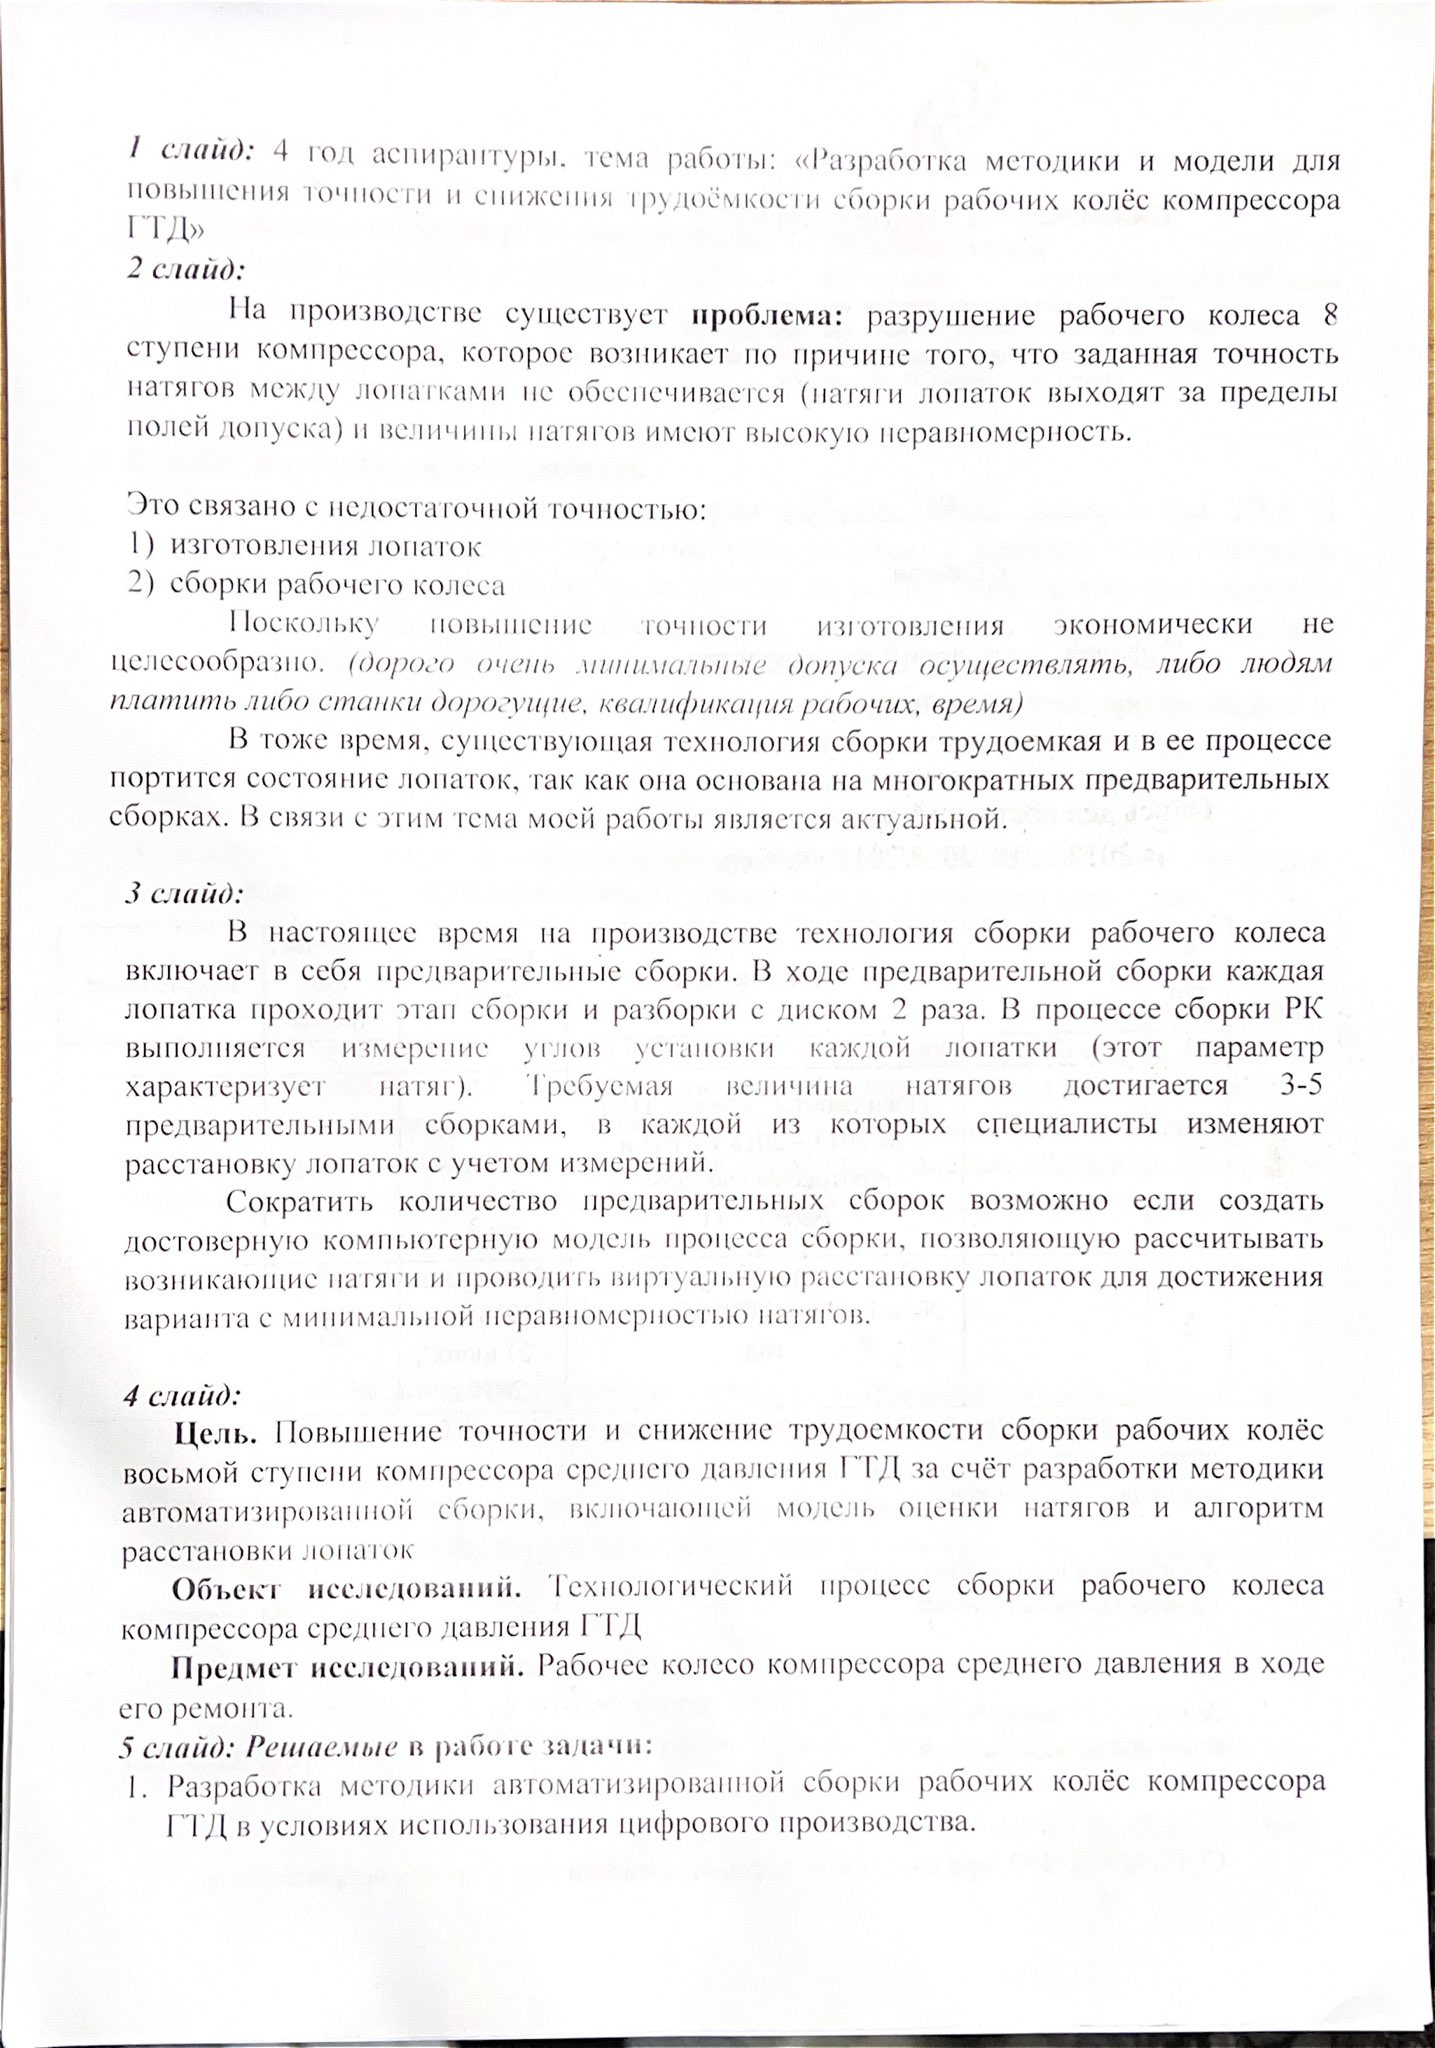 1 слайд: 4 год аспирантуры, тема работы: «Разработка методики и модели для
повышения точности и снижения трудоёмкости сборки рабочих колёс компрессора
ГТД»
2 слайд:
На производстве существует проблема: разрушение рабочего колеса 8
ступени компрессора, которое возникает по причине того, что заданная точность
натягов между лопатками не обеспечивается (натяги лопаток выходят за пределы
полей допуска) и величины натягов имеют высокую неравномерность.
Это связано с недостаточной точностью:
1) изготовления лопаток
2) сборки рабочего колеса
Поскольку повышение точности изготовления экономически не
целесообразно. (дорого очень минимальные допуска осуществлять, либо людям
платить либо станки дорогущие, квалификация рабочих, время)
В тоже время, существующая технология сборки трудоемкая и в ее процессе
портится состояние лопаток, так как она основана на многократных предварительных
сборках. В связи с этим тема моей работы является актуальной.
3 слайд:
В настоящее время на производстве технология сборки рабочего колеса
включает в себя предварительные сборки. В ходе предварительной сборки каждая
лопатка проходит этап сборки и разборки с диском 2 раза. В процессе сборки РК
выполняется измерение углов установки каждой лопатки (этот параметр
характеризует натяг). Требуемая величина натягов достигается 3-5
предварительными сборками, в каждой из которых специалисты изменяют
расстановку лопаток с учетом измерений.
Сократить количество предварительных сборок возможно если создать
достоверную компьютерную модель процесса сборки, позволяющую рассчитывать
возникающие натяги и проводить виртуальную расстановку лопаток для достижения
варианта с минимальной неравномерностью натягов.
4 слайд:
Цель. Повышение точности и снижение трудоемкости сборки рабочих колёс
восьмой ступени компрессора среднего давления ГТД за счёт разработки методики
автоматизированной сборки, включающей модель оценки натягов и алгоритм
расстановки лопаток
Объект исследований. Технологический процесс сборки рабочего колеса
компрессора среднего давления ГТД
Предмет исследований. Рабочее колесо компрессора среднего давления в ходе
его ремонта.
5 слайд: Решаемые в работе задачи:
1. Разработка методики автоматизированной сборки рабочих колёс компрессора
ГТД в условиях использования цифрового производства.